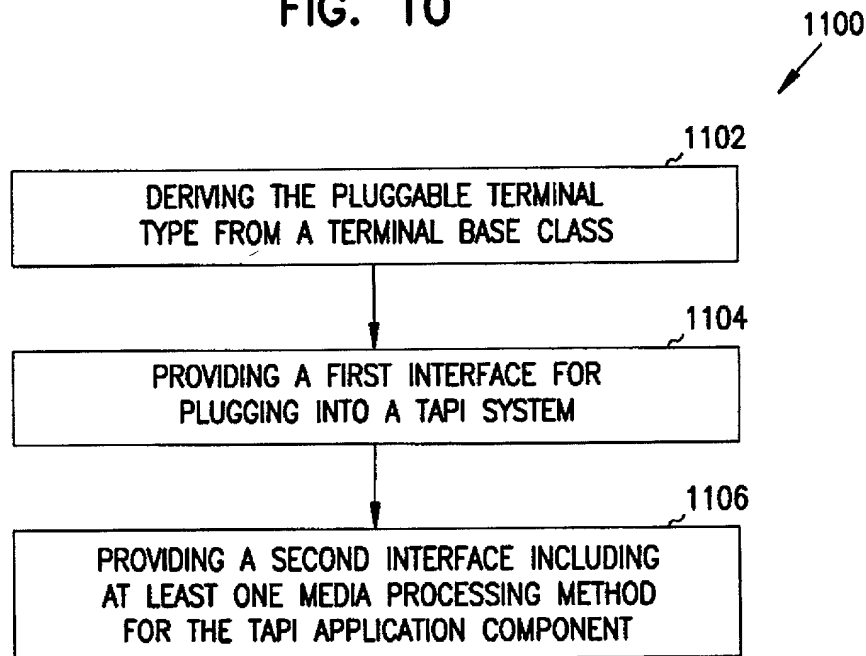 FIG. 10
1100
1102
DERIVING THE PLUGGABLE TERMINAL
TYPE FROM A TERMINAL BASE CLASS
1104
PROVIDING A FIRST INTERFACE FOR
PLUGGING INTO A TAPI SYSTEM
1106
PROVIDING A SECOND INTERFACE INCLUDING
AT LEAST ONE MEDIA PROCESSING METHOD
FOR THE TAPI APPLICATION COMPONENT